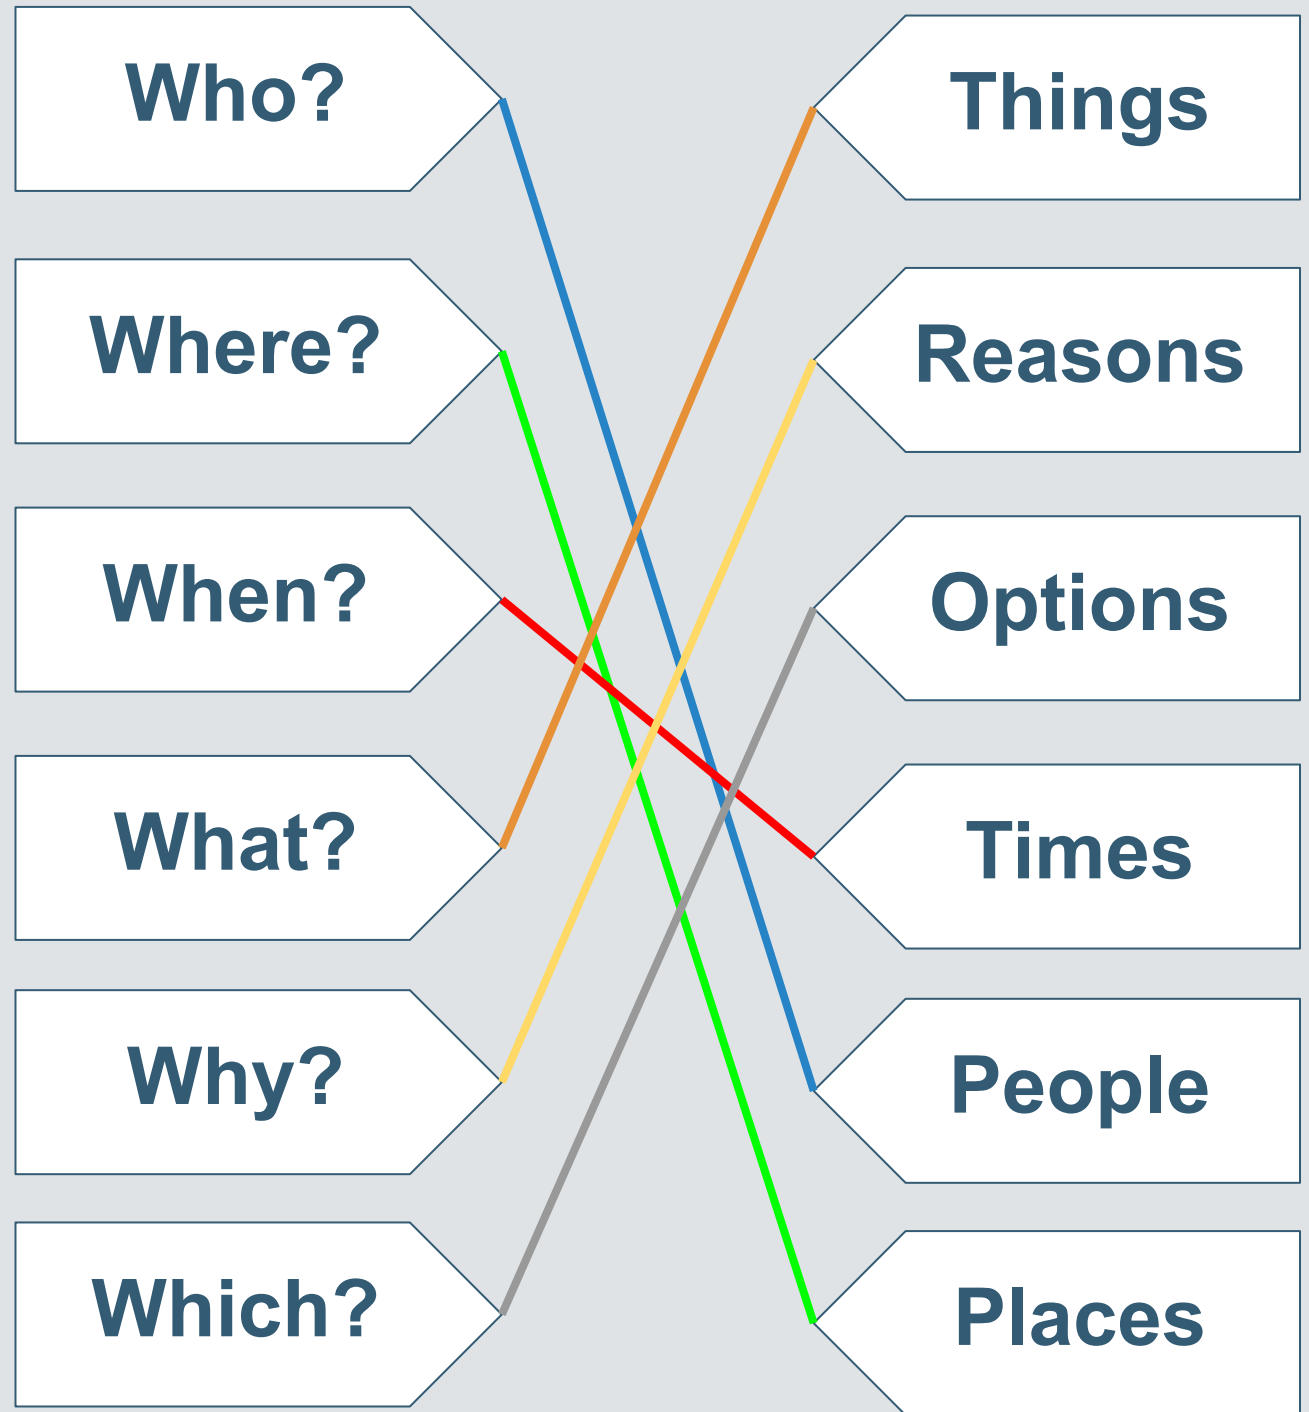 Who?
Things
Where?
Reasons
When?
Options
What?
Times
Why?
People
Which?
Places